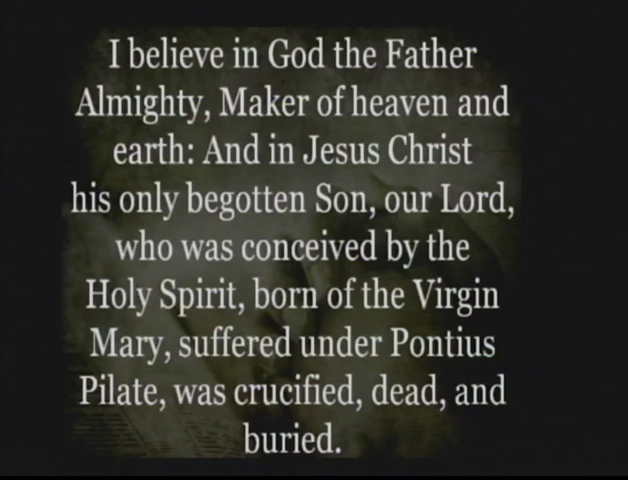 I believe in God the Father
Almighty, Maker of heaven and
earth: And in Jesus Christ
his only begotten Son, our Lord,
who was conceived by the
Holy Spirit, born of the Virgin
Mary, suffered under Pontius
Pilate, was crucified, dead, and
buried.